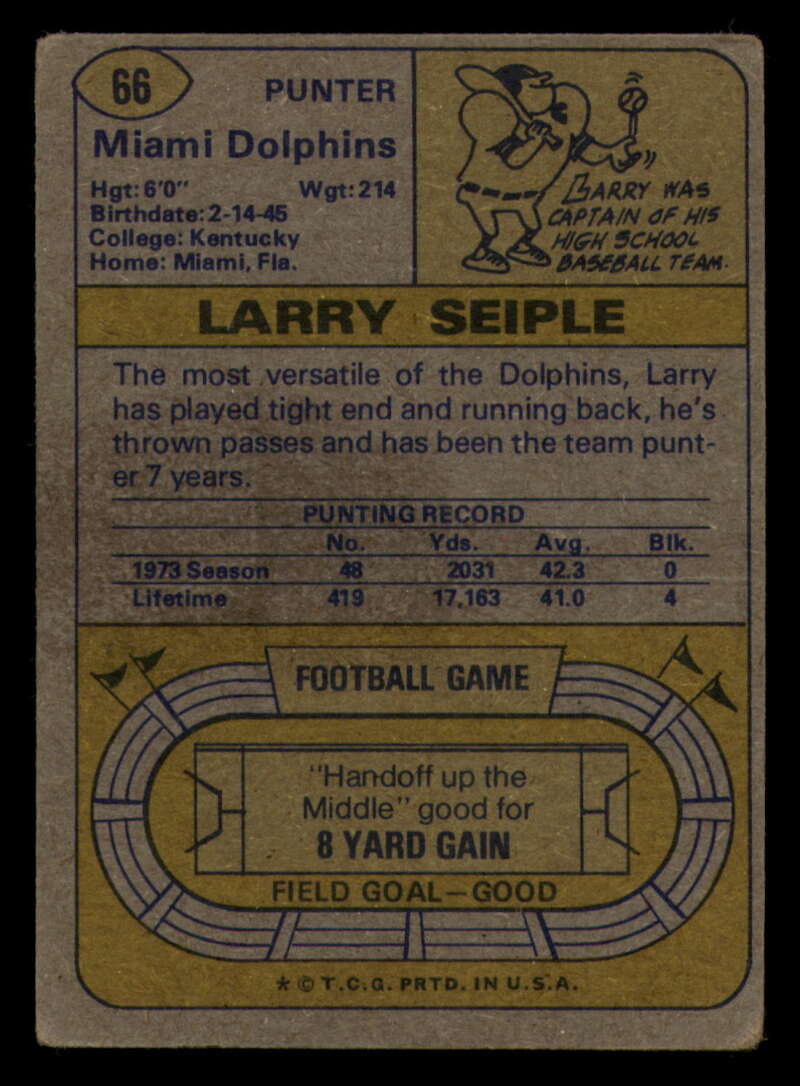 66
PUNTER
Miami Dolphins
Hgt: 6'0" Wgt: 214
Birthdate: 2-14-45
College: Kentucky
Home: Miami, Fla.
LARRY WAS
CAPTAIN OF HIS
HIGH SCHOOL
BASEBALL TEAM.
LARRY SEIPLE
The most versatile of the Dolphins, Larry
has played tight end and running back, he's
thrown passes and has been the team punt-
er 7 years.
PUNTING RECORD
No. Yds. Avg. Blk.
1973 Season 48 2031 42.3 0
Lifetime 419 17,163 41.0 4
FOOTBALL GAME
"Handoff up the
Middle" good for
8 YARD GAIN
FIELD GOAL—GOOD
* © T.C.G. PRTD. IN U.S.A.